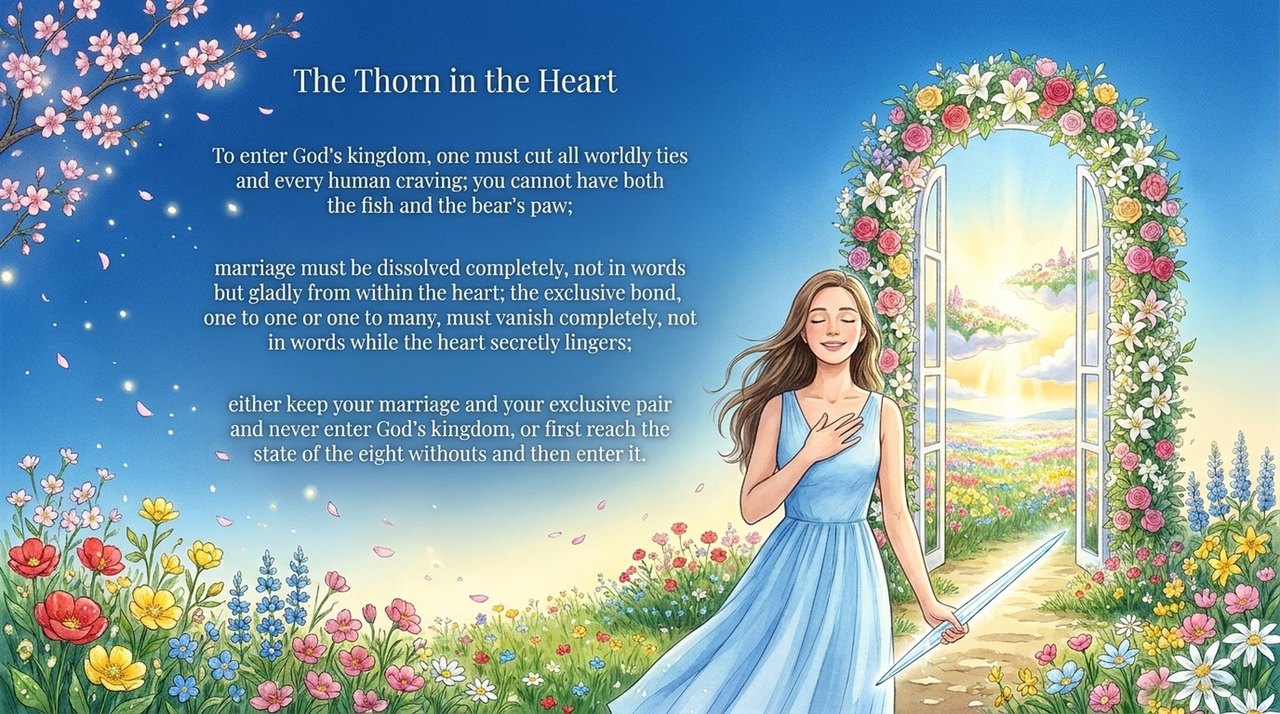 The Thorn in the Heart
To enter God's kingdom, one must cut all worldly ties
and every human craving; you cannot have both
the fish and the bear's paw;
marriage must be dissolved completely, not in words
but gladly from within the heart; the exclusive bond,
one to one or one to many, must vanish completely, not
in words while the heart secretly lingers;
either keep your marriage and your exclusive pair
and never enter God's kingdom, or first reach the
state of the eight withouts and then enter it.